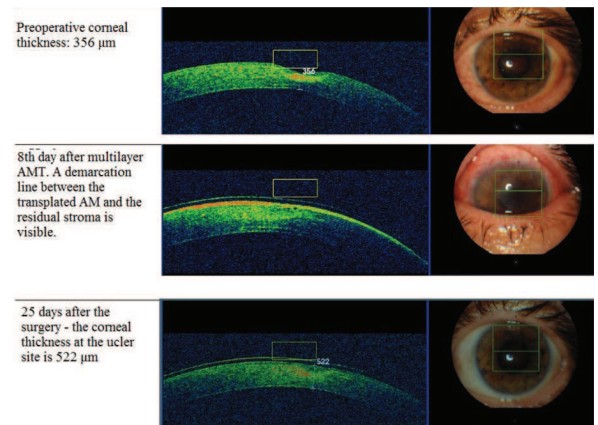 Preoperative corneal
thickness: 356 µm
356
8th day after multilayer
AMT. A demarcation
line between the
transplated AM and the
residual stroma is
visible.
25 days after the
surgery - the corneal
thickness at the ucler
site is 522 µm
522